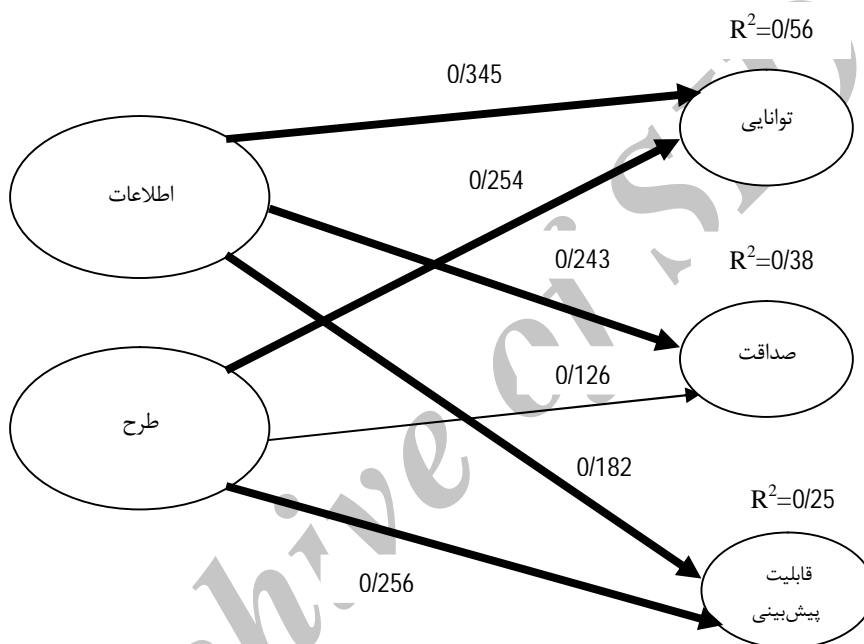 R²=0/56
0/345
توانایی
اطلاعات
0/254
0/243
R²=0/38
صداقت
0/126
طرح
0/182
R²=0/25
قابلیت
پیش‌بینی
0/256